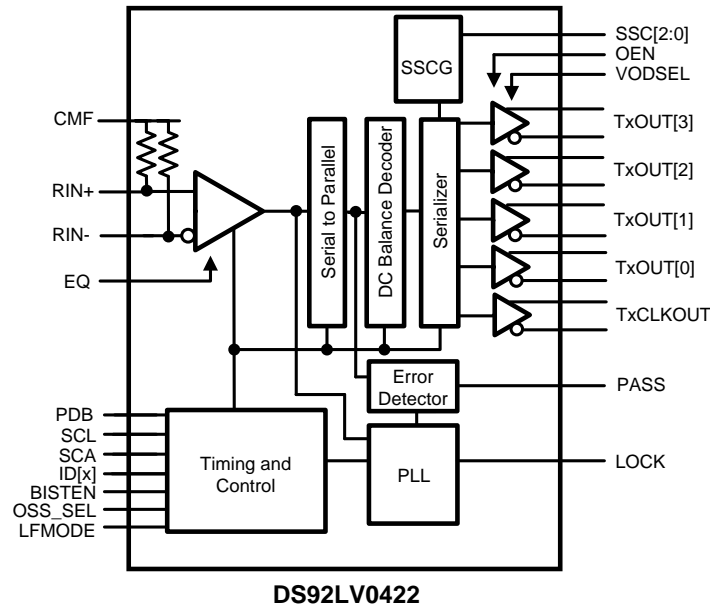 SSC[2:0]
OEN
VODSEL
SSCG
CMF
TxOUT[3]
RIN+
TxOUT[2]
RIN-
TxOUT[1]
EQ
TxOUT[0]
TxCLKOUT
Serial to Parallel
DC Balance Decoder
Serializer
Error
Detector
PASS
PDB
SCL
SCA
ID[x]
BISTEN
OSS_SEL
LFMODE
Timing and
Control
PLL
LOCK
DS92LV0422